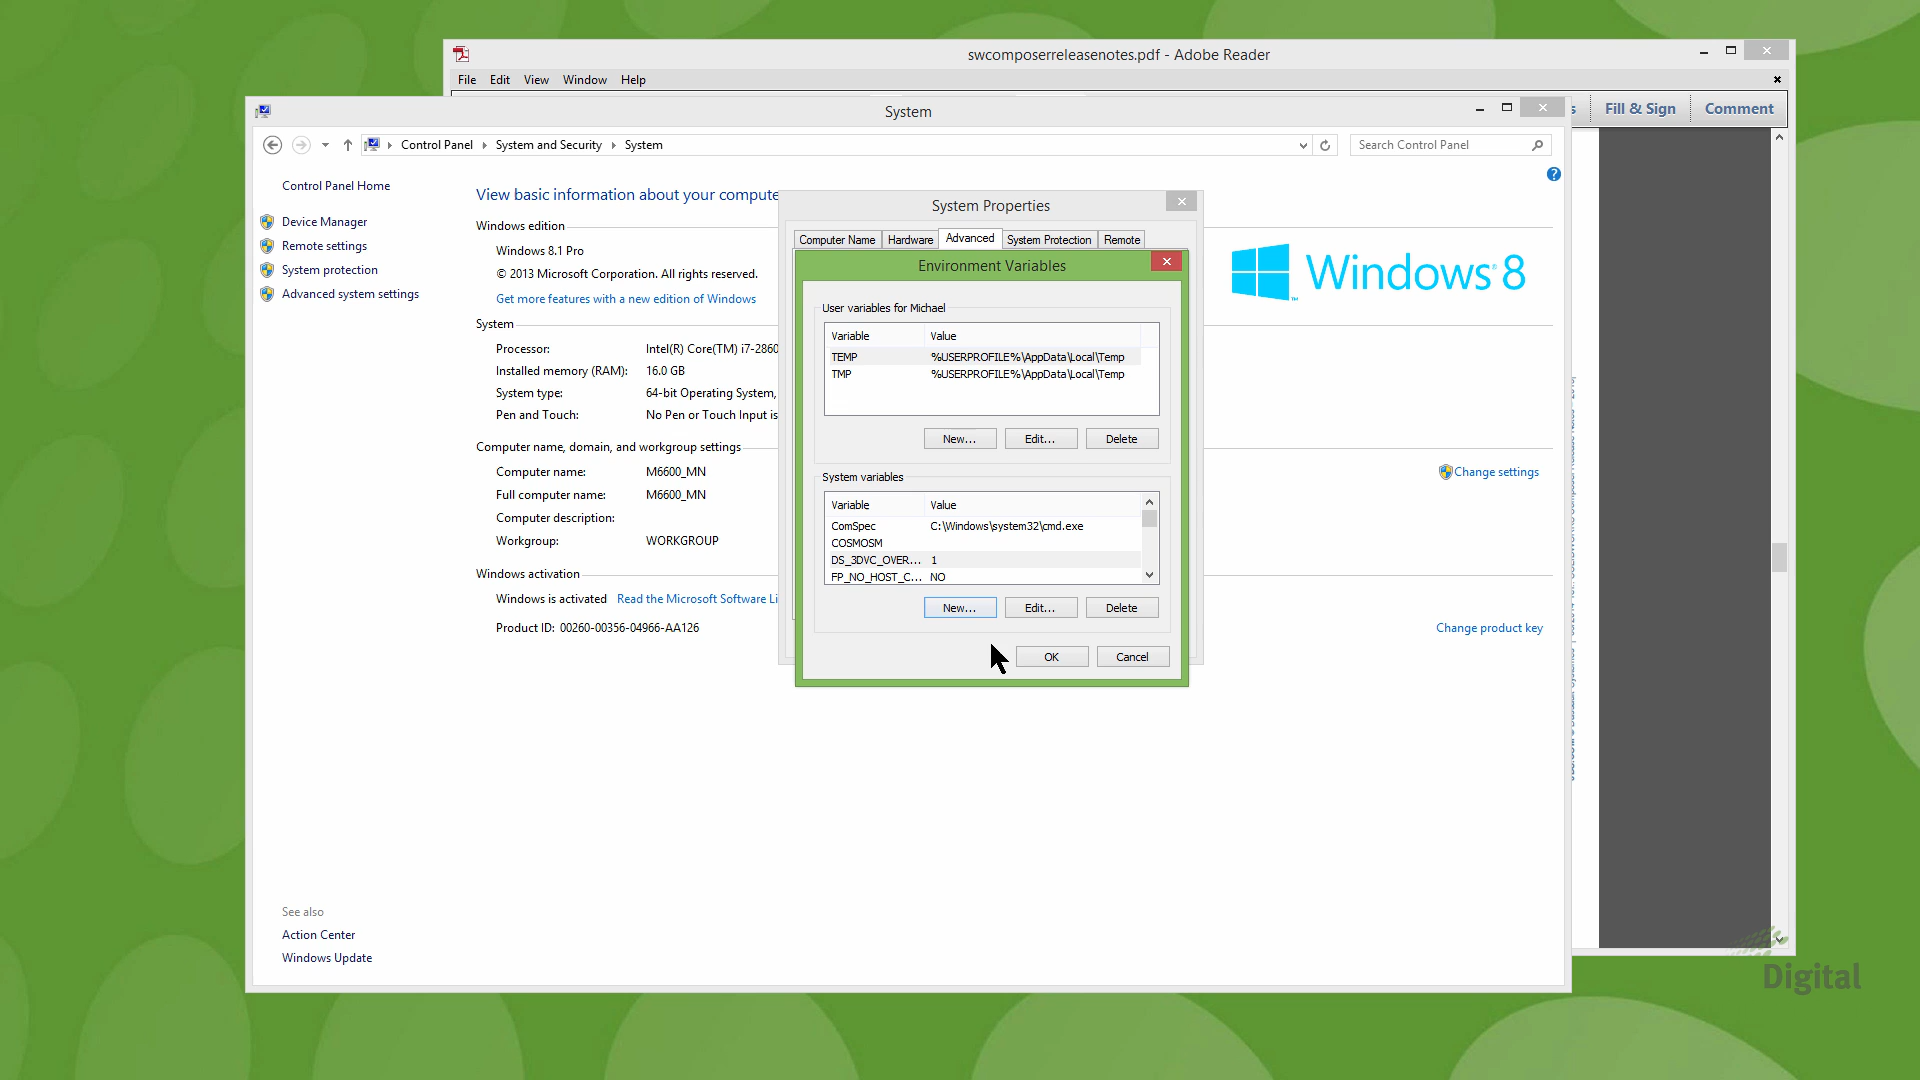 swcomposerreleasenotes.pdf - Adobe Reader
File Edit View Window Help
Fill & Sign Comment
System
Control Panel System and Security System
Search Control Panel
Control Panel Home
Device Manager
Remote settings
System protection
Advanced system settings
See also
Action Center
Windows Update
View basic information about your compute
Windows edition
Windows 8.1 Pro
© 2013 Microsoft Corporation. All rights reserved.
Get more features with a new edition of Windows
Windows 8
System
Processor: Intel(R) Core(TM) i7-2860
Installed memory (RAM): 16.0 GB
System type: 64-bit Operating System,
Pen and Touch: No Pen or Touch Input is
Computer name, domain, and workgroup settings
Computer name: M6600_MN
Full computer name: M6600_MN
Computer description:
Workgroup: WORKGROUP
Change settings
Windows activation
Windows is activated Read the Microsoft Software Li
Product ID: 00260-00356-04966-AA126
Change product key
System Properties
Computer Name Hardware Advanced System Protection Remote
Environment Variables
User variables for Michael
Variable Value
TEMP %USERPROFILE%\AppData\Local\Temp
TMP %USERPROFILE%\AppData\Local\Temp
New... Edit... Delete
System variables
Variable Value
ComSpec C:\Windows\system32\cmd.exe
COSMOSM
DS_3DVC_OVER... 1
FP_NO_HOST_C... NO
New... Edit... Delete
OK Cancel
Digital